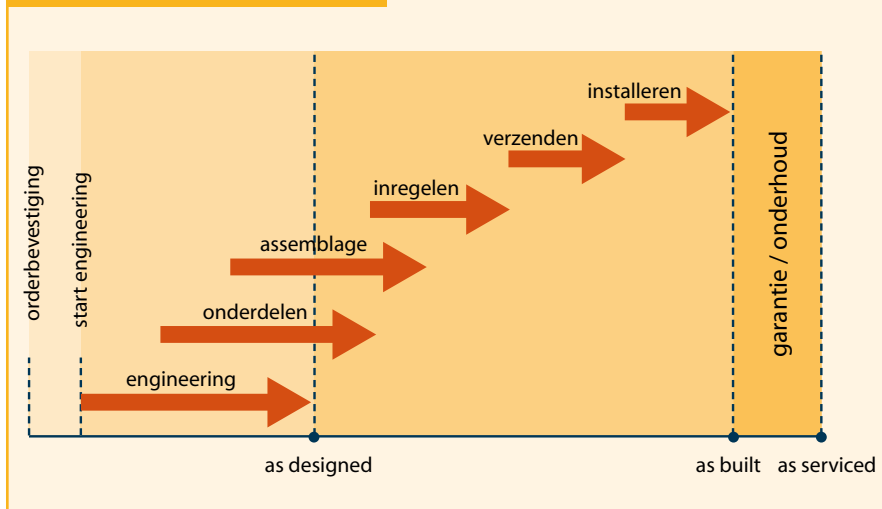 installeren
verzenden
inregelen
assemblage
onderdelen
engineering
orderbevestiging
start engineering
garantie / onderhoud
as designed
as built
as serviced